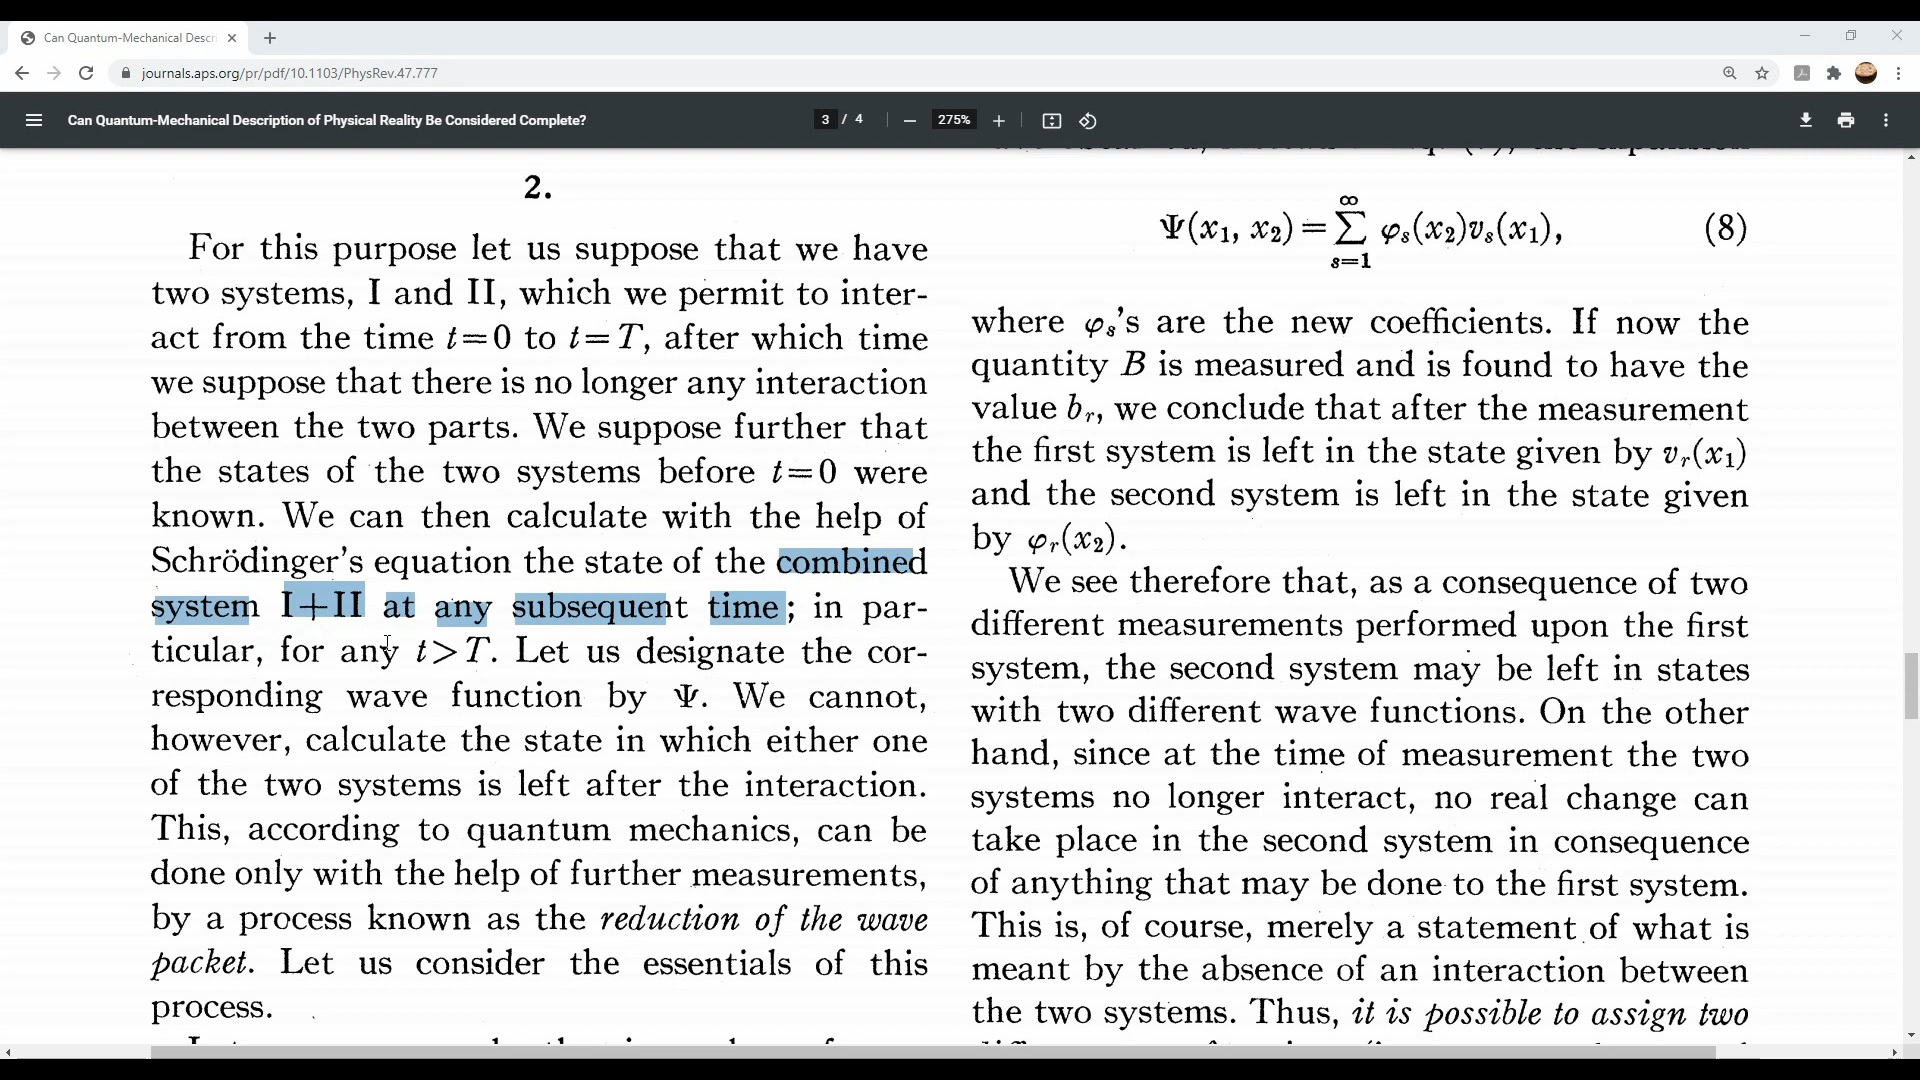 Can Quantum-Mechanical Descri
journals.aps.org/pr/pdf/10.1103/PhysRev.47.777
Can Quantum-Mechanical Description of Physical Reality Be Considered Complete?
3 / 4
275%
2.
For this purpose let us suppose that we have
two systems, I and II, which we permit to inter-
act from the time t=0 to t=T, after which time
we suppose that there is no longer any interaction
between the two parts. We suppose further that
the states of the two systems before t=0 were
known. We can then calculate with the help of
Schrödinger's equation the state of the combined
system I+II at any subsequent time; in par-
ticular, for any t>T. Let us designate the cor-
responding wave function by Ψ. We cannot,
however, calculate the state in which either one
of the two systems is left after the interaction.
This, according to quantum mechanics, can be
done only with the help of further measurements,
by a process known as the reduction of the wave
packet. Let us consider the essentials of this
process.
Ψ(x₁, x₂) = ∑ φₛ(x₂)vₛ(x₁), (8)
∞
s=1
where φₛ's are the new coefficients. If now the
quantity B is measured and is found to have the
value bᵣ, we conclude that after the measurement
the first system is left in the state given by vᵣ(x₁)
and the second system is left in the state given
by φᵣ(x₂).
We see therefore that, as a consequence of two
different measurements performed upon the first
system, the second system may be left in states
with two different wave functions. On the other
hand, since at the time of measurement the two
systems no longer interact, no real change can
take place in the second system in consequence
of anything that may be done to the first system.
This is, of course, merely a statement of what is
meant by the absence of an interaction between
the two systems. Thus, it is possible to assign two